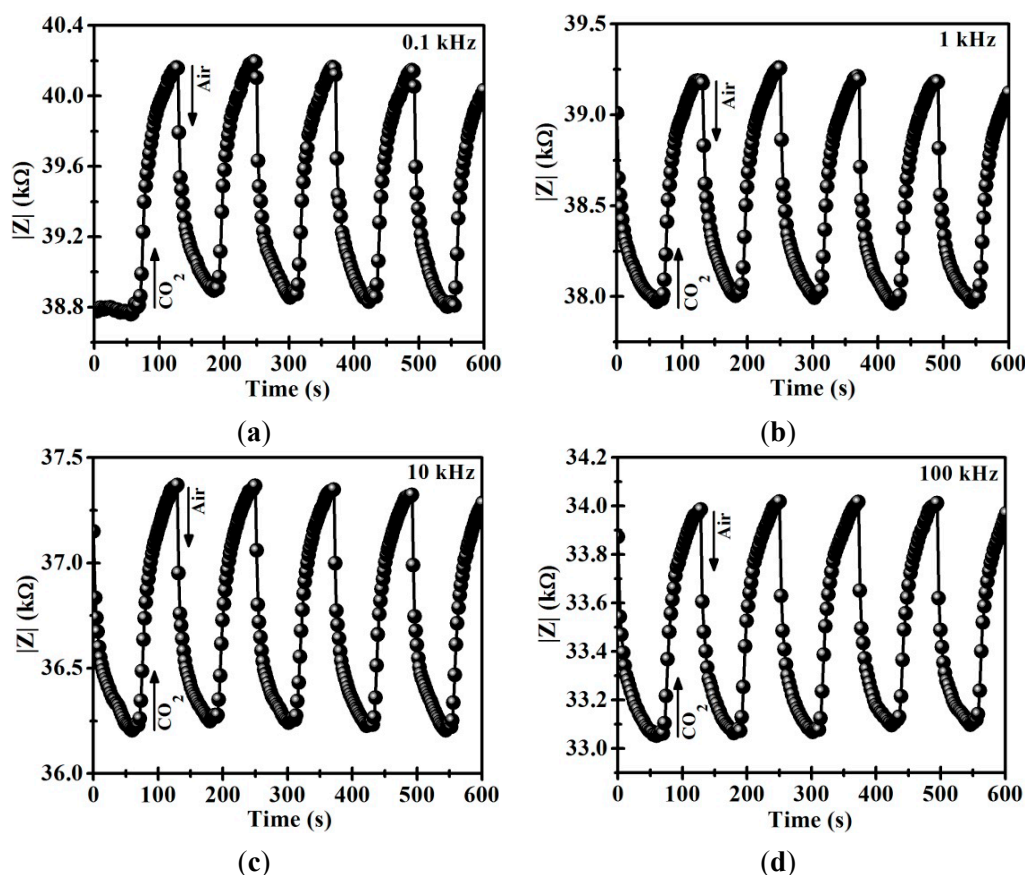 40.4
40.0
39.6
39.2
38.8
|Z| (kΩ)
0.1 kHz
Air
CO2
0 100 200 300 400 500 600
Time (s)
(a)
39.5
39.0
38.5
38.0
|Z| (kΩ)
1 kHz
Air
CO2
0 100 200 300 400 500 600
Time (s)
(b)
37.5
37.0
36.5
36.0
|Z| (kΩ)
10 kHz
Air
CO2
0 100 200 300 400 500 600
Time (s)
(c)
34.2
34.0
33.8
33.6
33.4
33.2
33.0
|Z| (kΩ)
100 kHz
Air
CO2
0 100 200 300 400 500 600
Time (s)
(d)